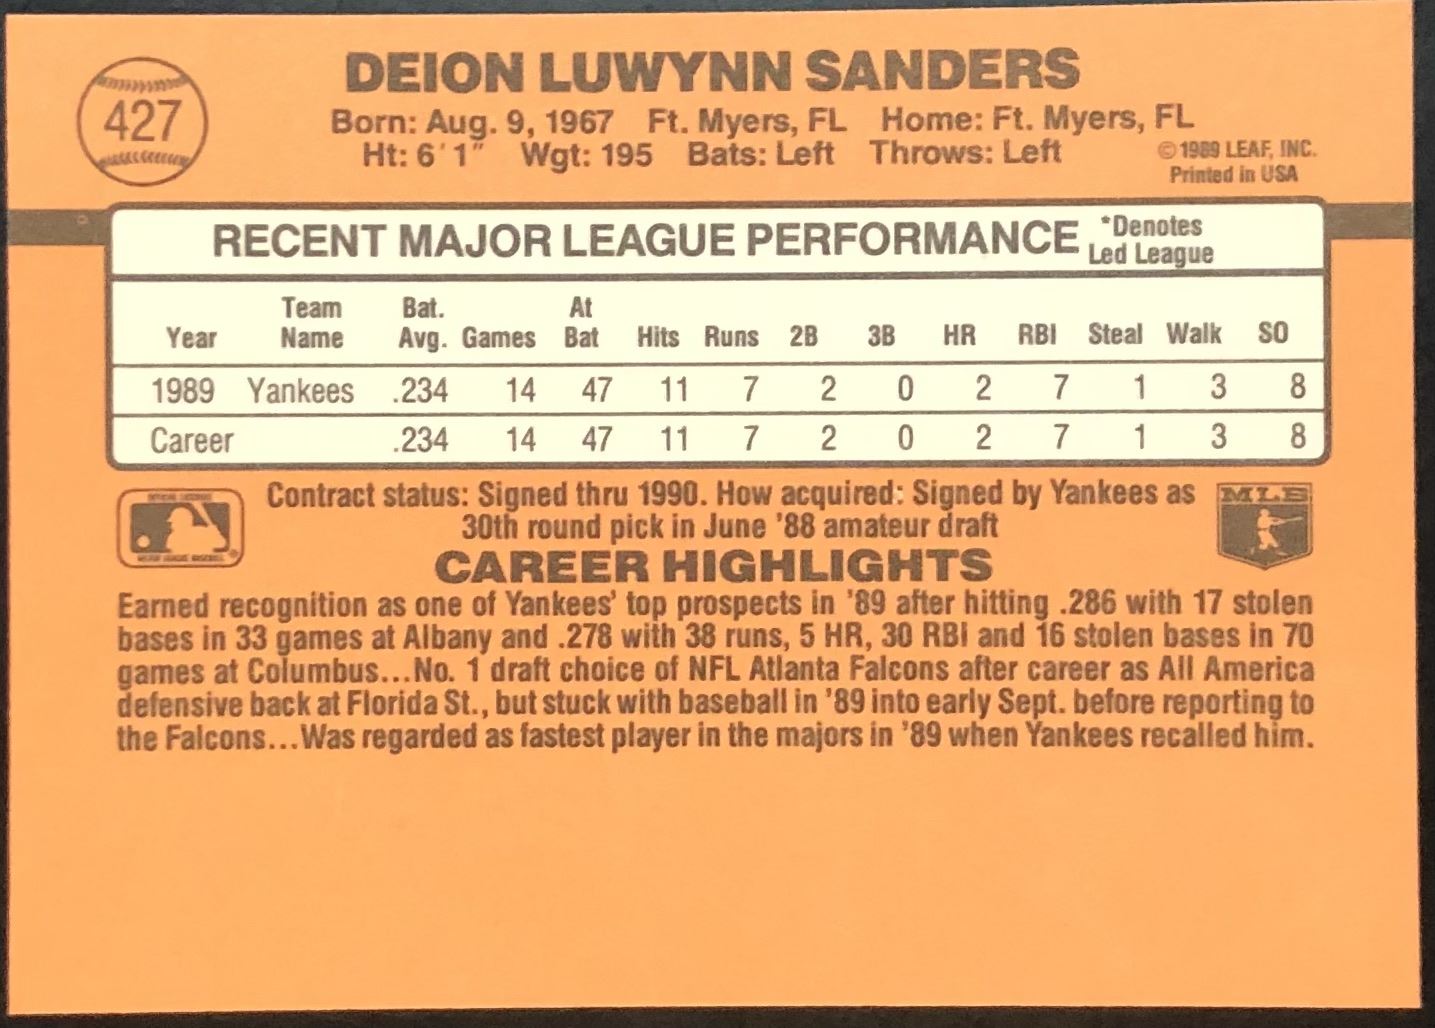 427
DEION LUWYNN SANDERS
Born: Aug. 9, 1967 Ft. Myers, FL Home: Ft. Myers, FL
Ht: 6' 1" Wgt: 195 Bats: Left Throws: Left
©1989 LEAF, INC.
Printed in USA
RECENT MAJOR LEAGUE PERFORMANCE
*Denotes
Led League
Year Team Name Bat. Avg. Games At Bat Hits Runs 2B 3B HR RBI Steal Walk SO
1989 Yankees .234 14 47 11 7 2 0 2 7 1 3 8
Career .234 14 47 11 7 2 0 2 7 1 3 8
Contract status: Signed thru 1990. How acquired: Signed by Yankees as
30th round pick in June '88 amateur draft
MLB
CAREER HIGHLIGHTS
Earned recognition as one of Yankees' top prospects in '89 after hitting .286 with 17 stolen
bases in 33 games at Albany and .278 with 38 runs, 5 HR, 30 RBI and 16 stolen bases in 70
games at Columbus...No. 1 draft choice of NFL Atlanta Falcons after career as All America
defensive back at Florida St., but stuck with baseball in '89 into early Sept. before reporting to
the Falcons...Was regarded as fastest player in the majors in '89 when Yankees recalled him.